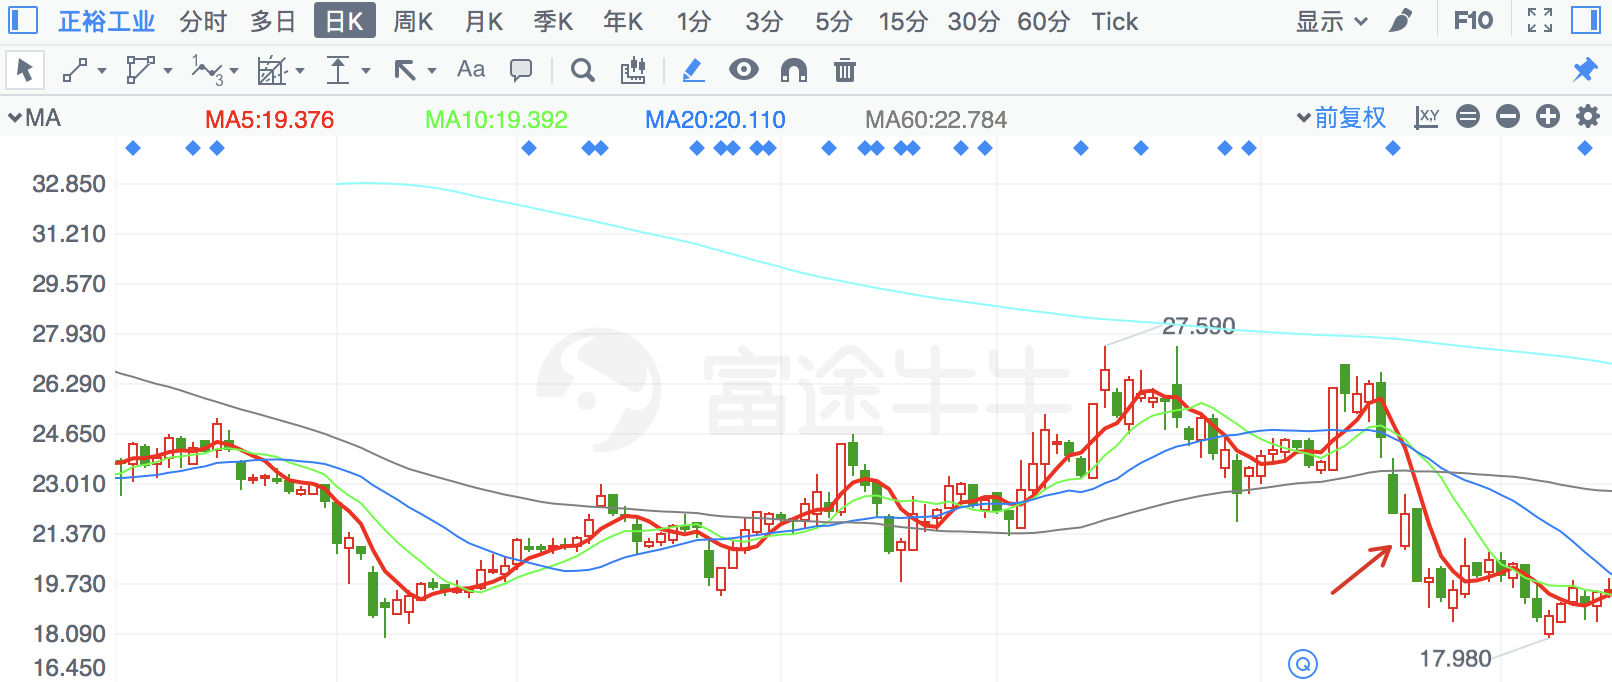 正裕工业 分时 多日 日K 周K 月K 季K 年K 1分 3分 5分 15分 30分 60分 Tick 显示 F10
Aa
MA MA5:19.376 MA10:19.392 MA20:20.110 MA60:22.784 前复权 X,Y
32.850
31.210
29.570
27.930
27.590
富途牛牛
26.290
24.650
23.010
21.370
19.730
18.090
17.980
16.450
Q